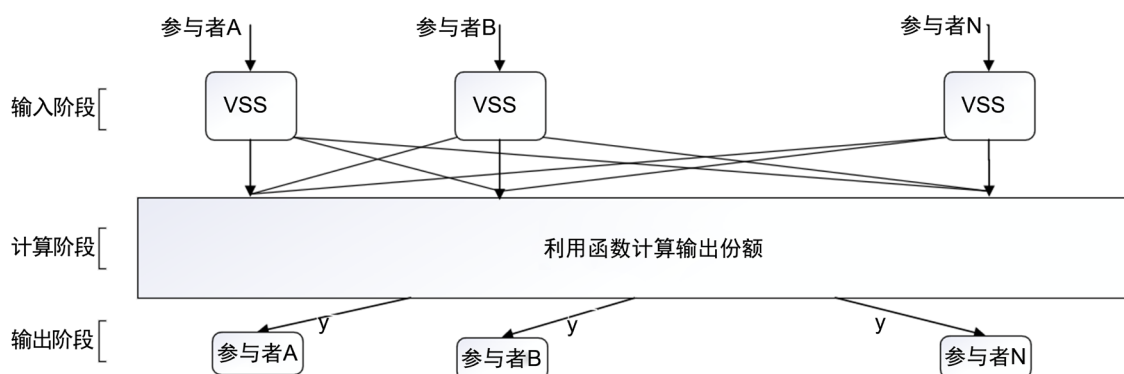 参与者A
参与者B
参与者N
输入阶段
VSS
VSS
VSS
计算阶段
利用函数计算输出份额
输出阶段
y
y
y
参与者A
参与者B
参与者N